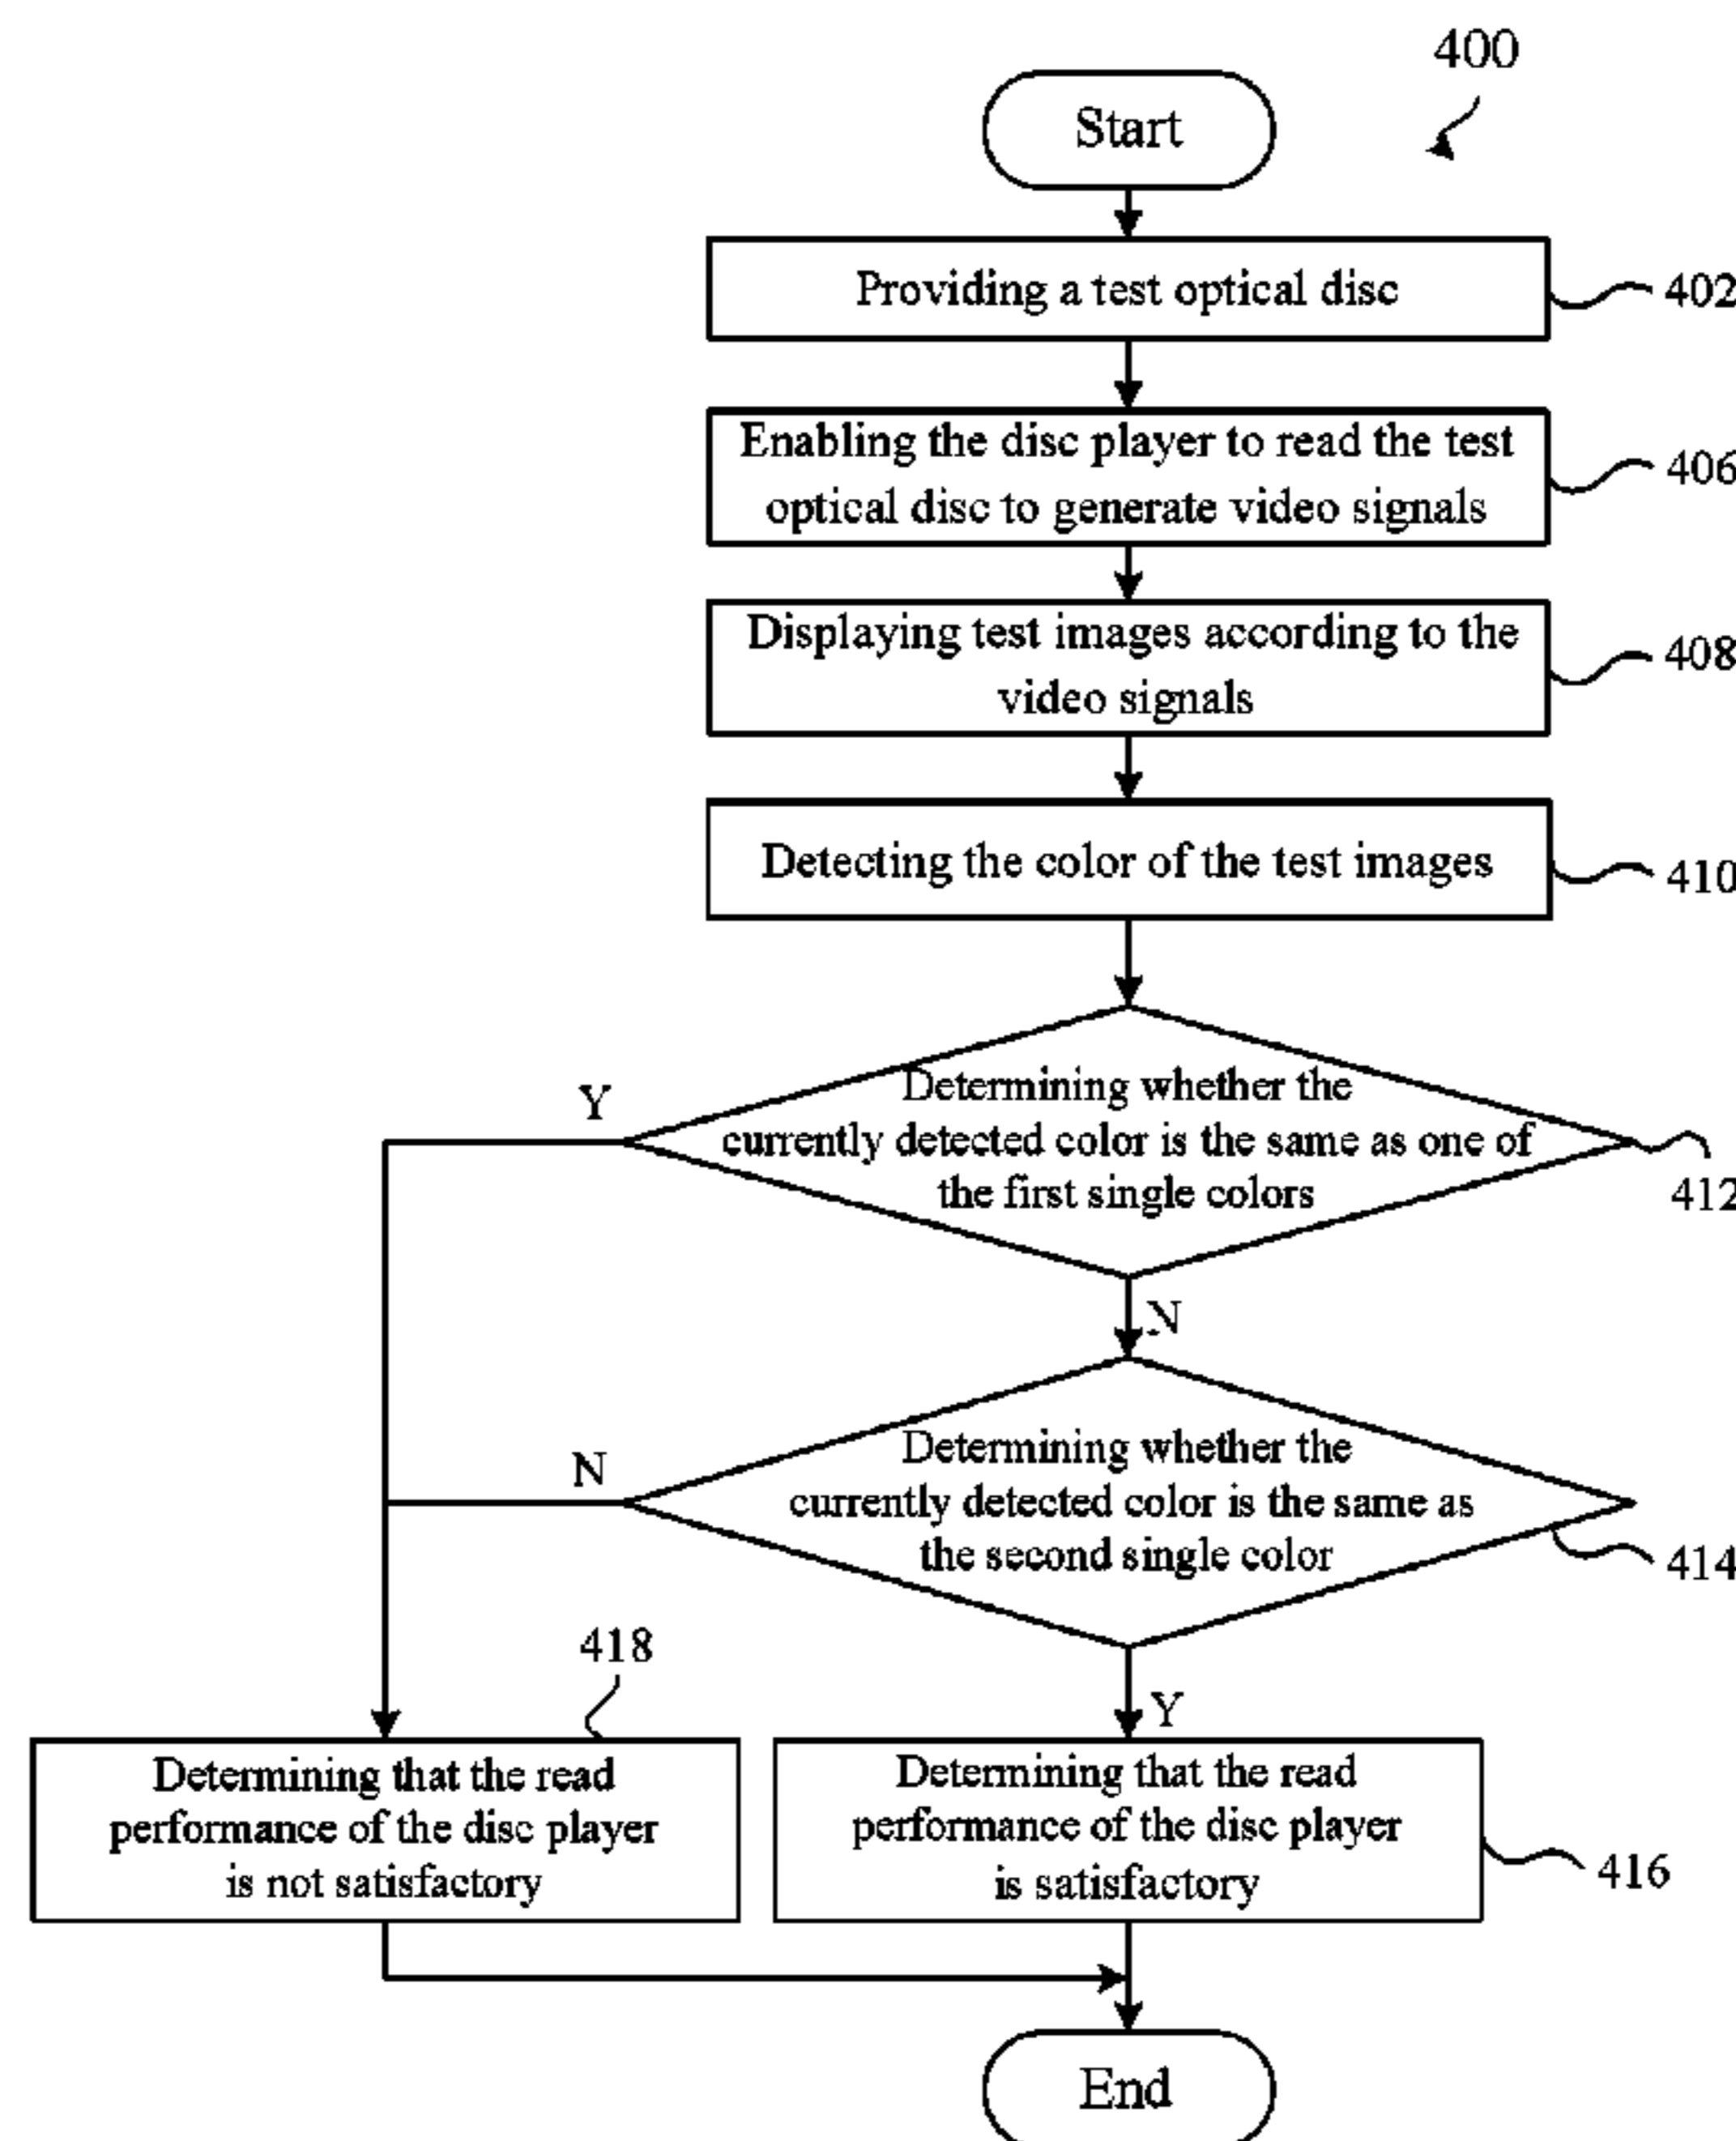 400
Start
Providing a test optical disc
402
Enabling the disc player to read the test
optical disc to generate video signals
406
Displaying test images according to the
video signals
408
Detecting the color of the test images
410
Determining whether the
currently detected color is the same as one of
the first single colors
Y
412
N
Determining whether the
currently detected color is the same as
the second single color
N
414
418
Y
Determining that the read
performance of the disc player
is not satisfactory
Determining that the read
performance of the disc player
is satisfactory
416
End